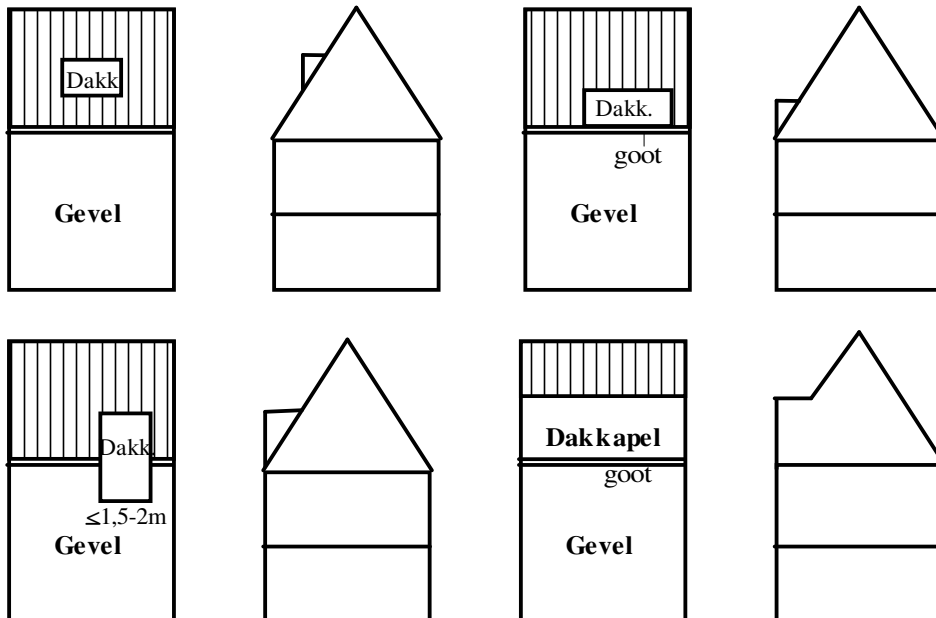 Dakk
Dakk.
goot
Gevel
Gevel
Dakk.
≤1,5-2m
Gevel
Dakkapel
goot
Gevel